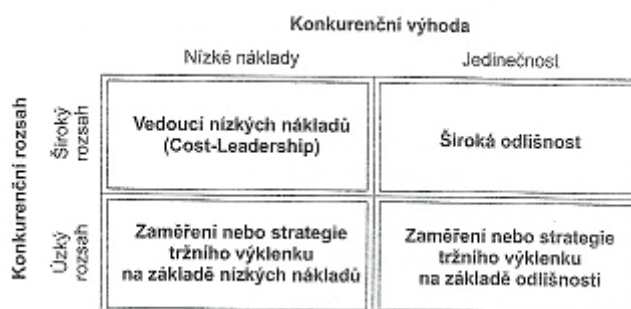 Konkurenční výhoda
Nízké náklady
Jedinečnost
Konkurenční rozsah
Široký
rozsah
Vedoucí nízkých nákladů
(Cost-Leadership)
Široká odlišnost
Úzký
rozsah
Zaměření nebo strategie
tržního výklenku
na základě nízkých nákladů
Zaměření nebo strategie
tržního výklenku
na základě odlišnosti